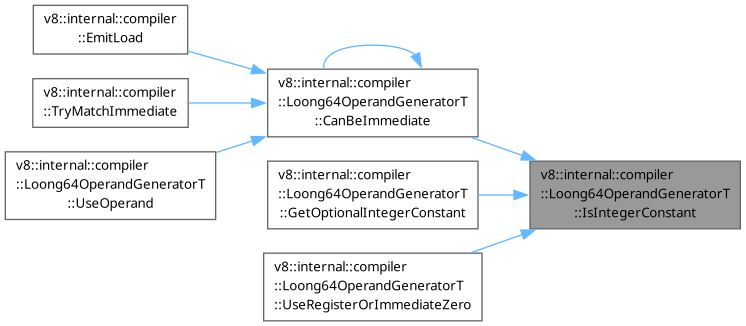 v8::internal::compiler
::EmitLoad
v8::internal::compiler
::TryMatchImmediate
v8::internal::compiler
::Loong64OperandGeneratorT
::UseOperand
v8::internal::compiler
::Loong64OperandGeneratorT
::CanBeImmediate
v8::internal::compiler
::Loong64OperandGeneratorT
::GetOptionalIntegerConstant
v8::internal::compiler
::Loong64OperandGeneratorT
::UseRegisterOrImmediateZero
v8::internal::compiler
::Loong64OperandGeneratorT
::IsIntegerConstant